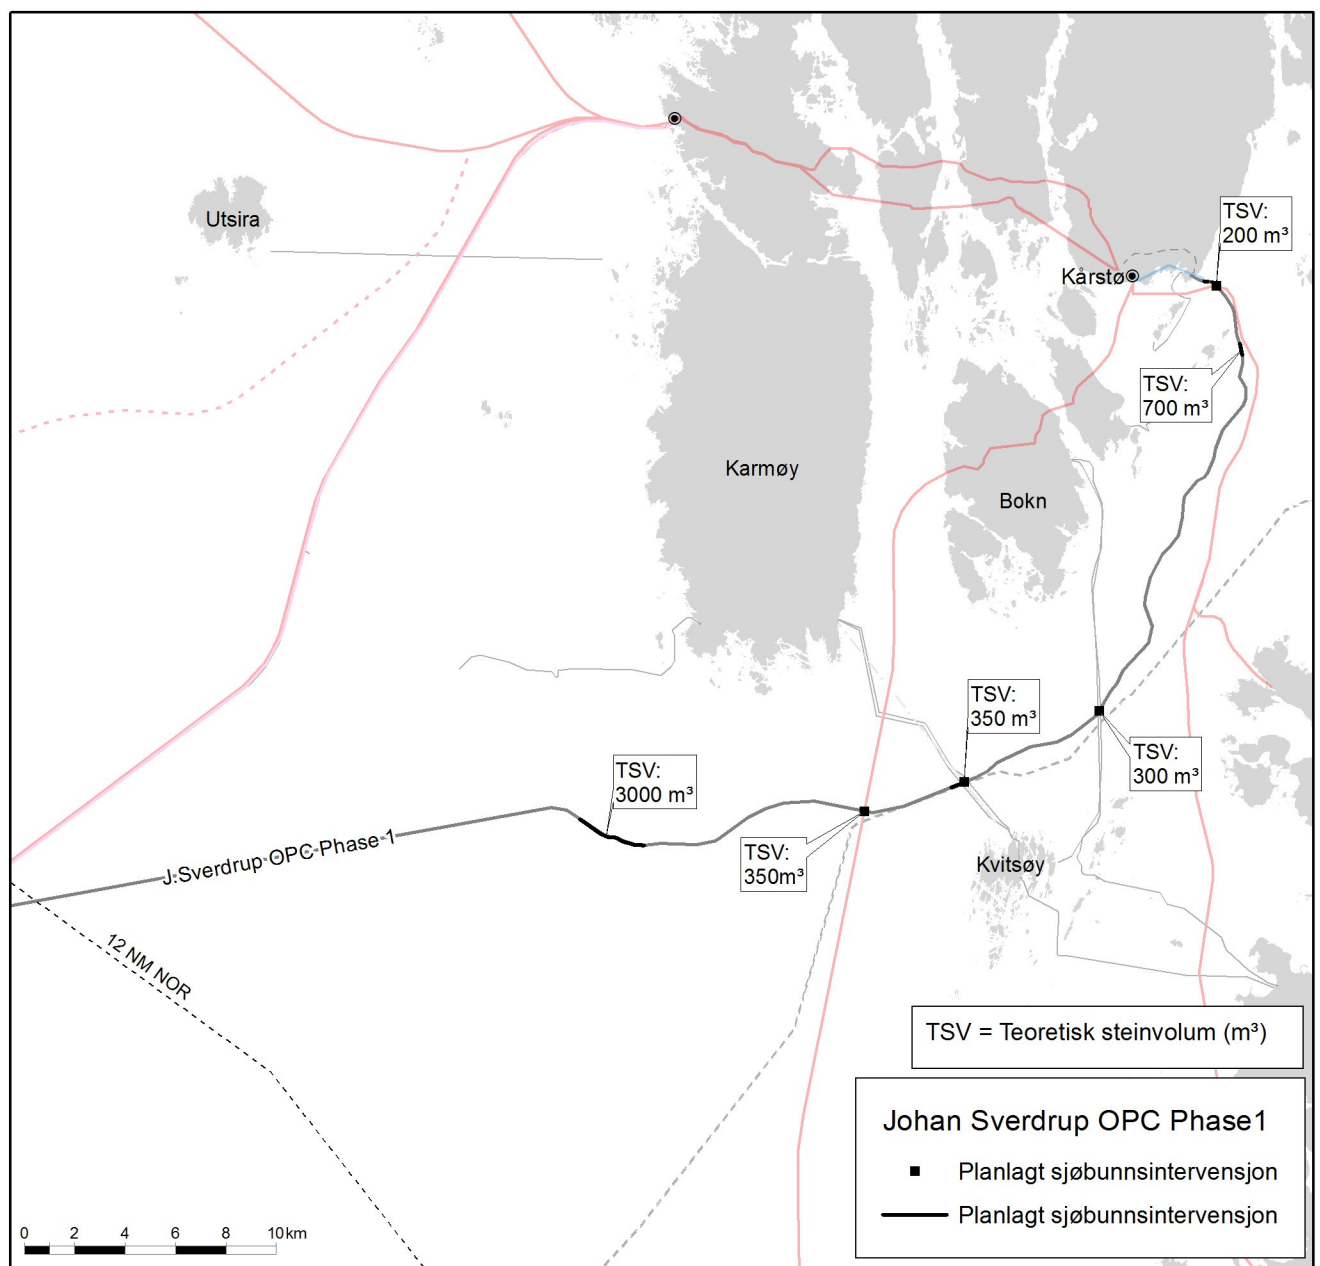 Utsira
TSV:
200 m³
Kårstø
TSV:
700 m³
Karmøy
Bokn
TSV:
350 m³
TSV:
300 m³
TSV:
3000 m³
TSV:
350m³
J.Sverdrup OPC Phase 1
Kvitsøy
12 NM NOR
TSV = Teoretisk steinvolum (m³)
Johan Sverdrup OPC Phase1
Planlagt sjøbunnsintervensjon
Planlagt sjøbunnsintervensjon
0 2 4 6 8 10 km